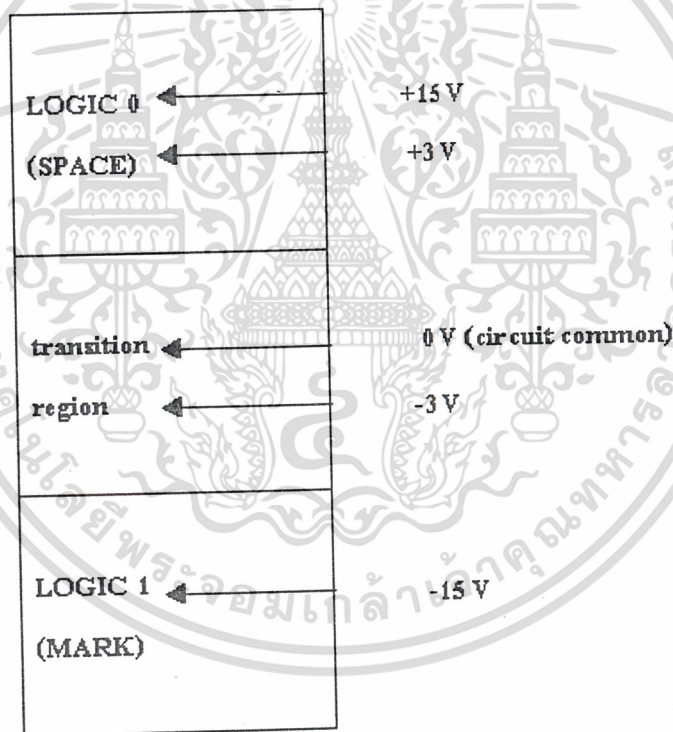 LOGIC 0 +15 V
(SPACE) +3 V
transition 0 V (circuit common)
region -3 V
LOGIC 1 -15 V
(MARK)